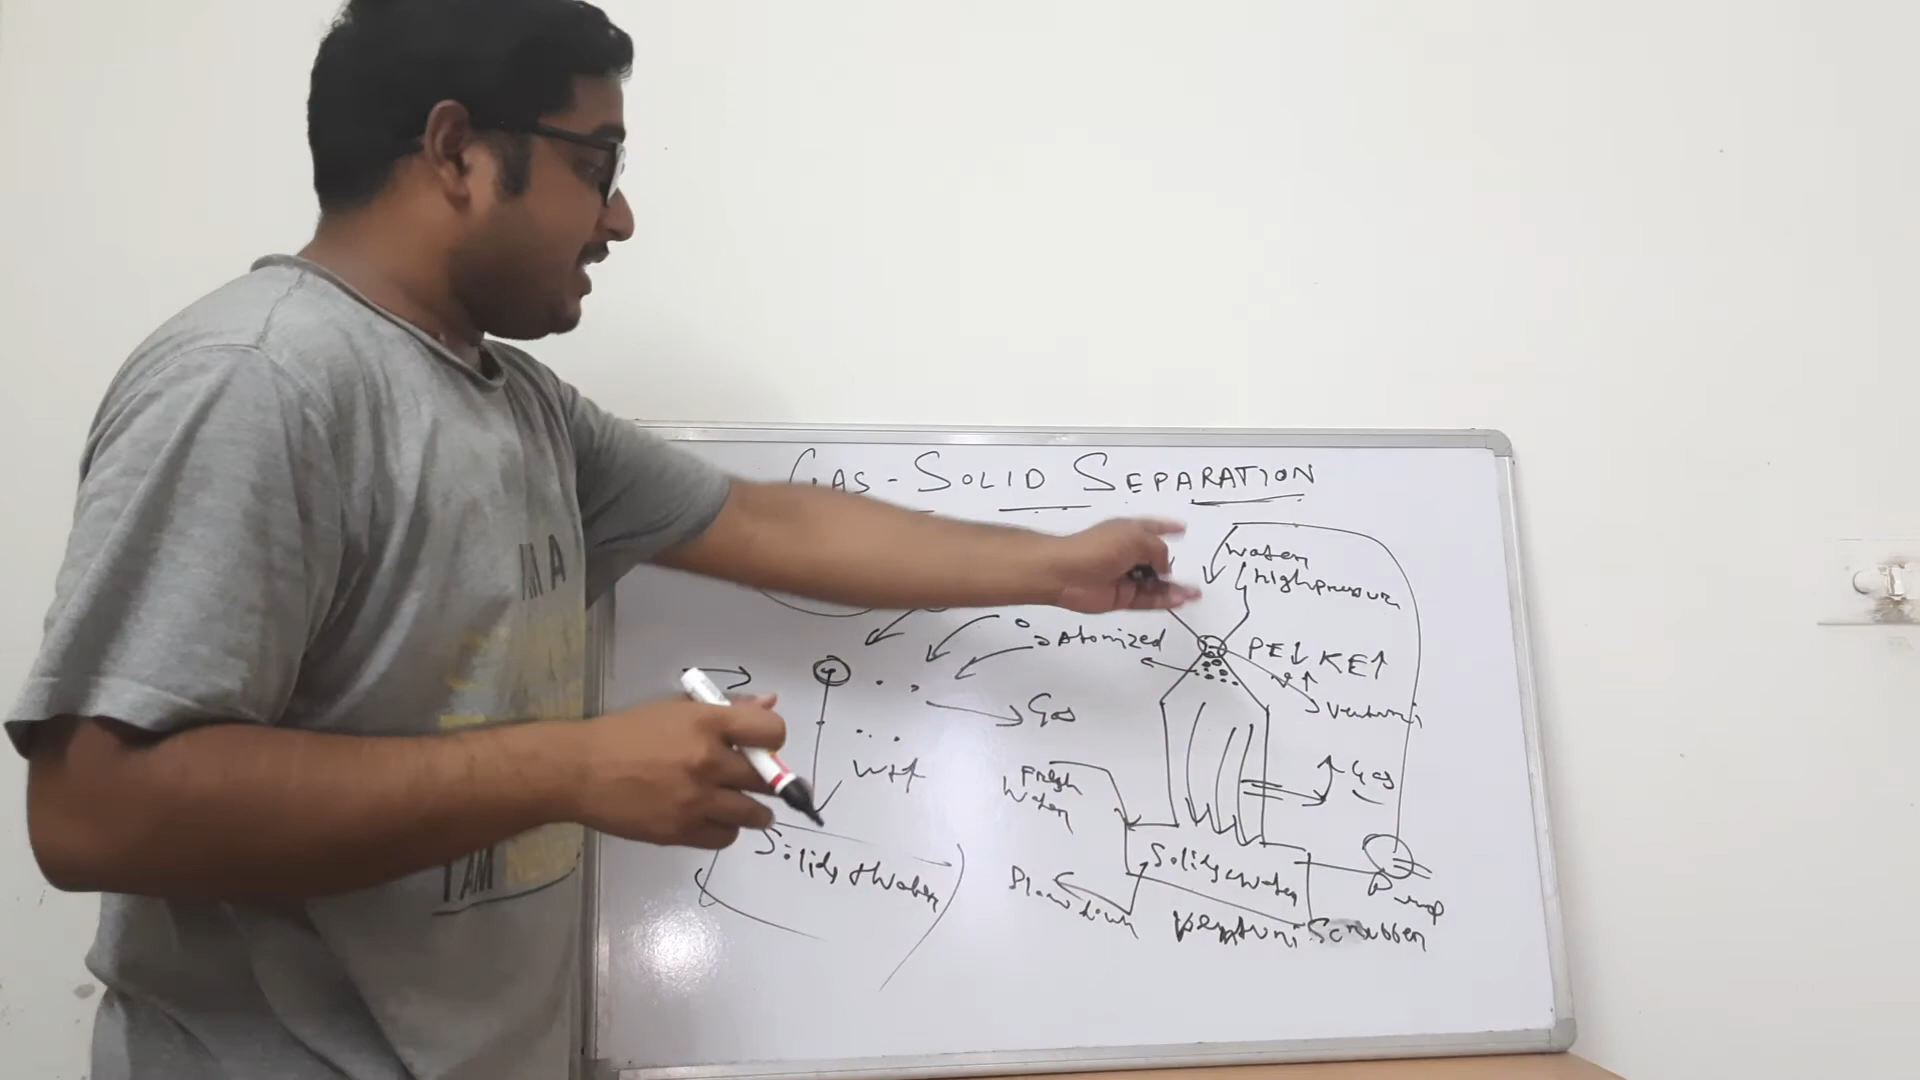 GAS - SOLID SEPARATION
Water
High pressure
Atomized
PE↓ KE↑
v↑
Venturi
Gas
Fresh
Water
Gas
Solids + Water
Solids + Water
Blow down
Pump
Venturi Scrubber
I'M A
I AM